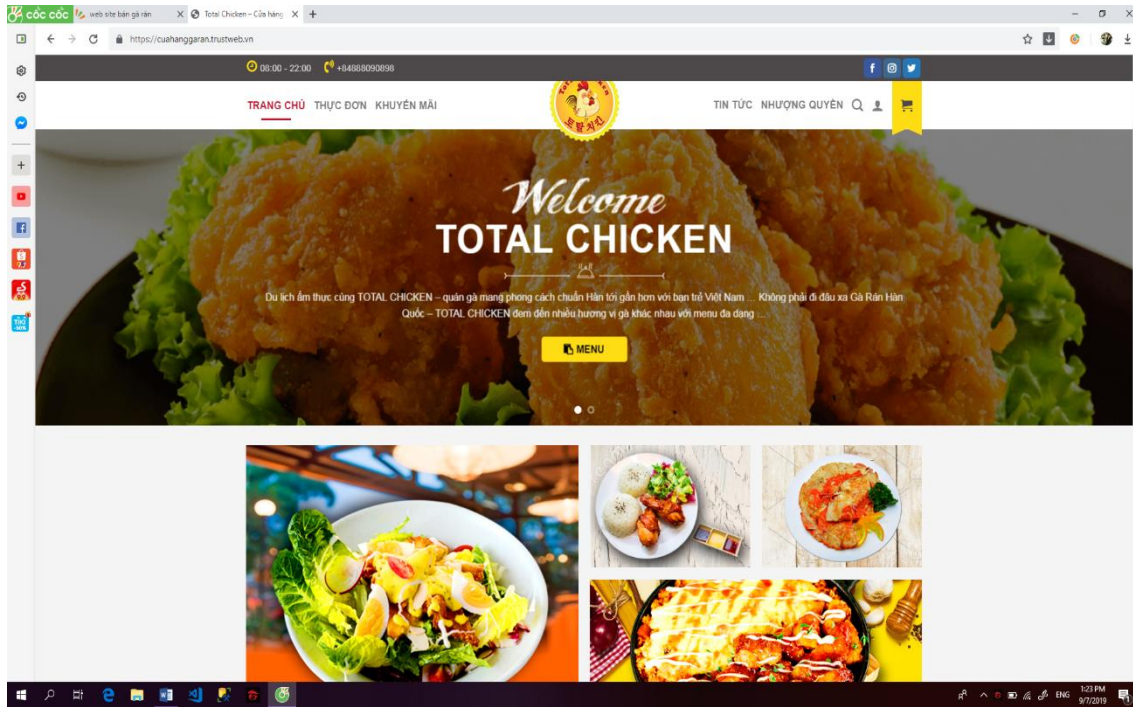 cốc cốc
web site bán gà rán
Total Chicken – Cửa hàng
https://cuahanggaran.trustweb.vn
08:00 - 22:00 +84888090898
TRANG CHỦ THỰC ĐƠN KHUYẾN MÃI
토탈치킨
TIN TỨC NHƯỢNG QUYỀN
Welcome
TOTAL CHICKEN
Du lịch ẩm thực cùng TOTAL CHICKEN – quán gà mang phong cách chuẩn Hàn tới gần hơn với bạn trẻ Việt Nam ... Không phải đi đâu xa Gà Rán Hàn
Quốc – TOTAL CHICKEN đem đến nhiều hương vị gà khác nhau với menu đa dạng ...
MENU
ENG
1:23 PM
9/7/2019